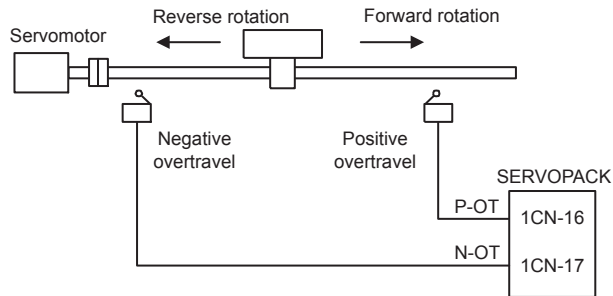 Reverse rotation
Forward rotation
Servomotor
Negative
overtravel
Positive
overtravel
SERVOPACK
P-OT
1CN-16
N-OT
1CN-17